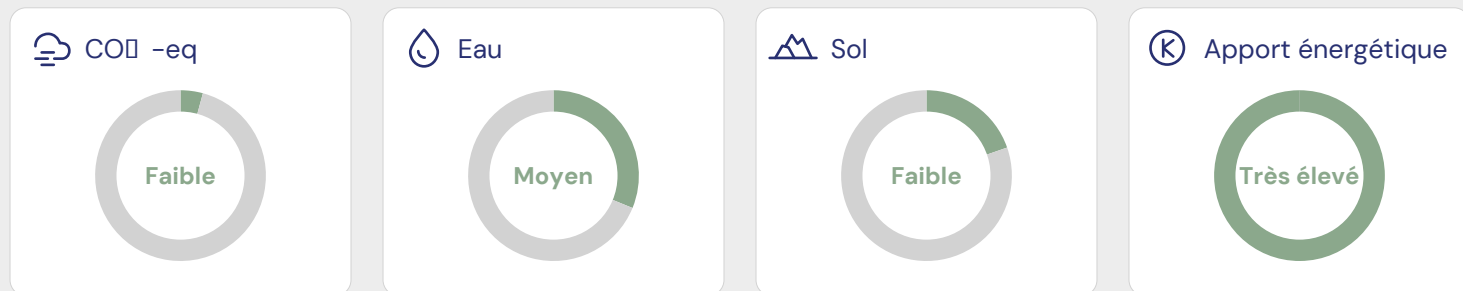 CO▯ -eq
Eau
Sol
Apport énergétique
Faible
Moyen
Faible
Très élevé